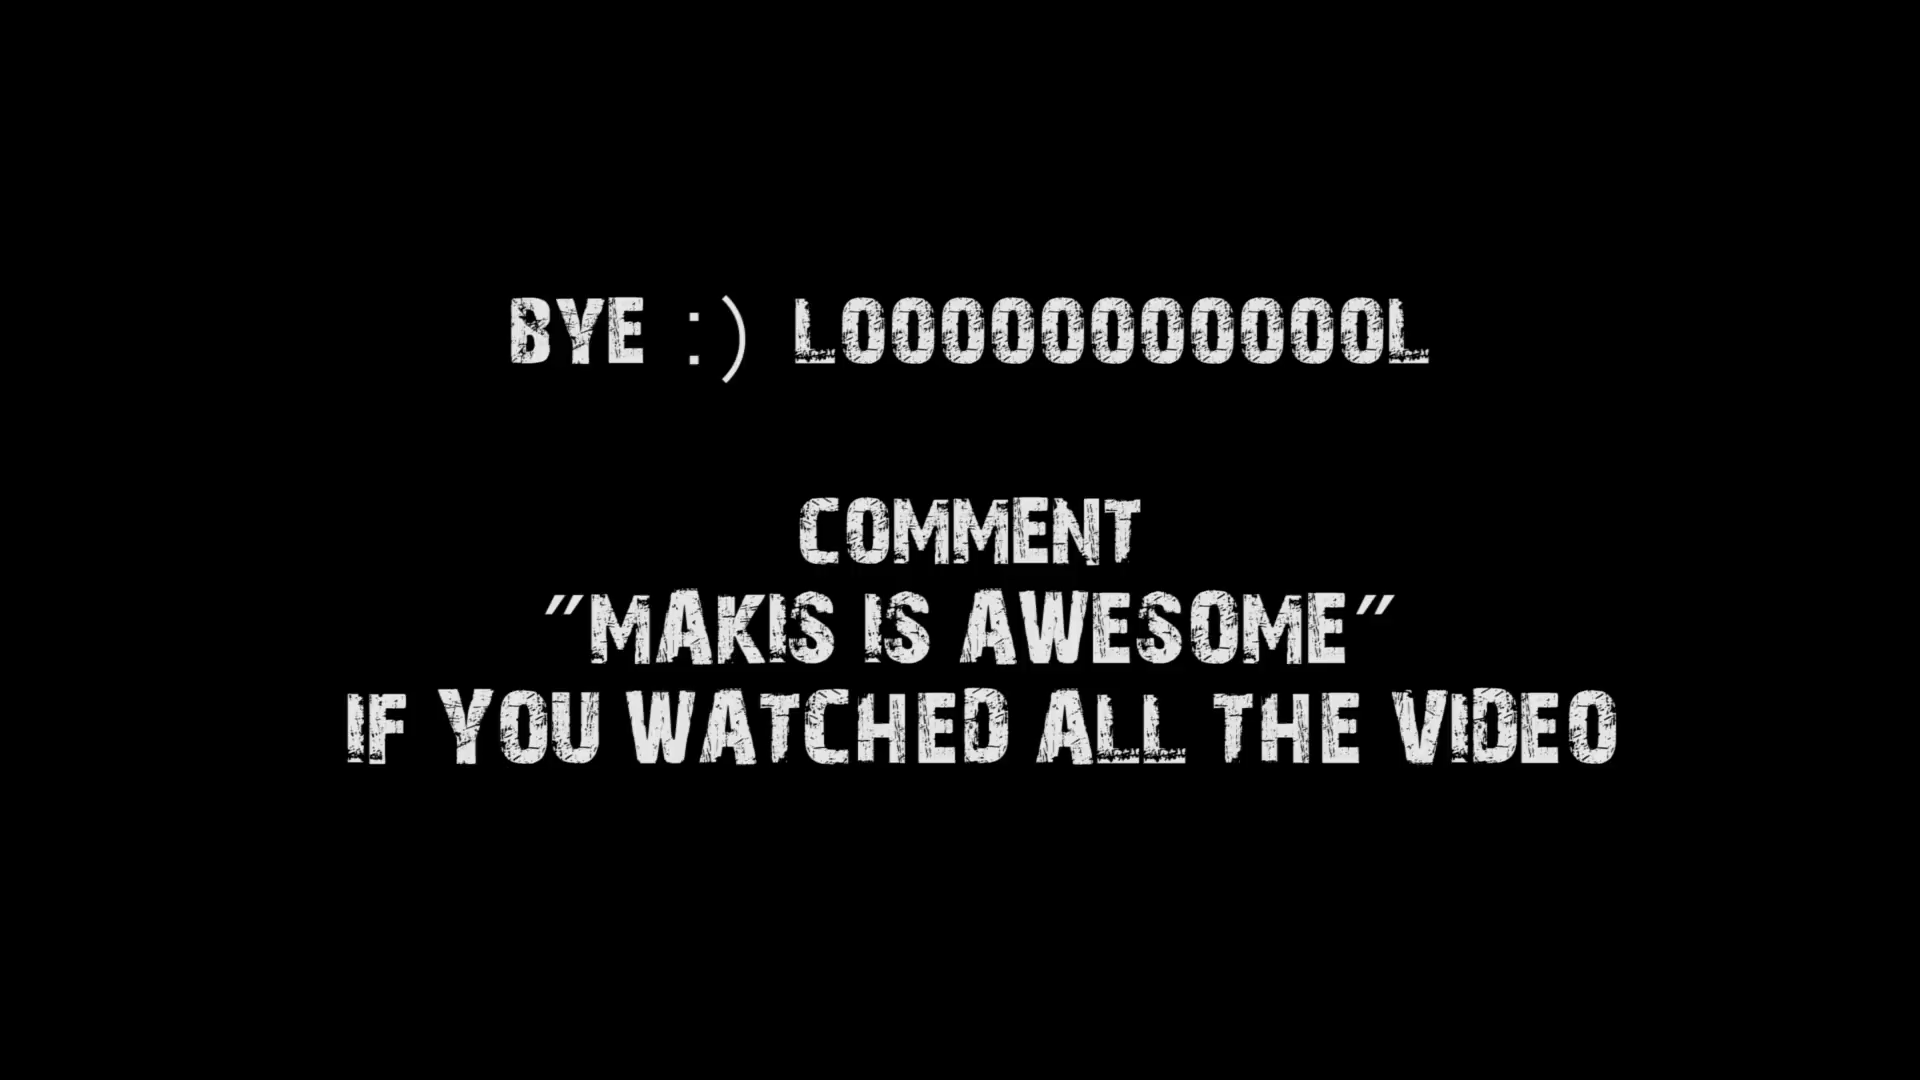 BYE :) LOOOOOOOOOOOL
COMMENT
"MAKIS IS AWESOME"
IF YOU WATCHED ALL THE VIDEO